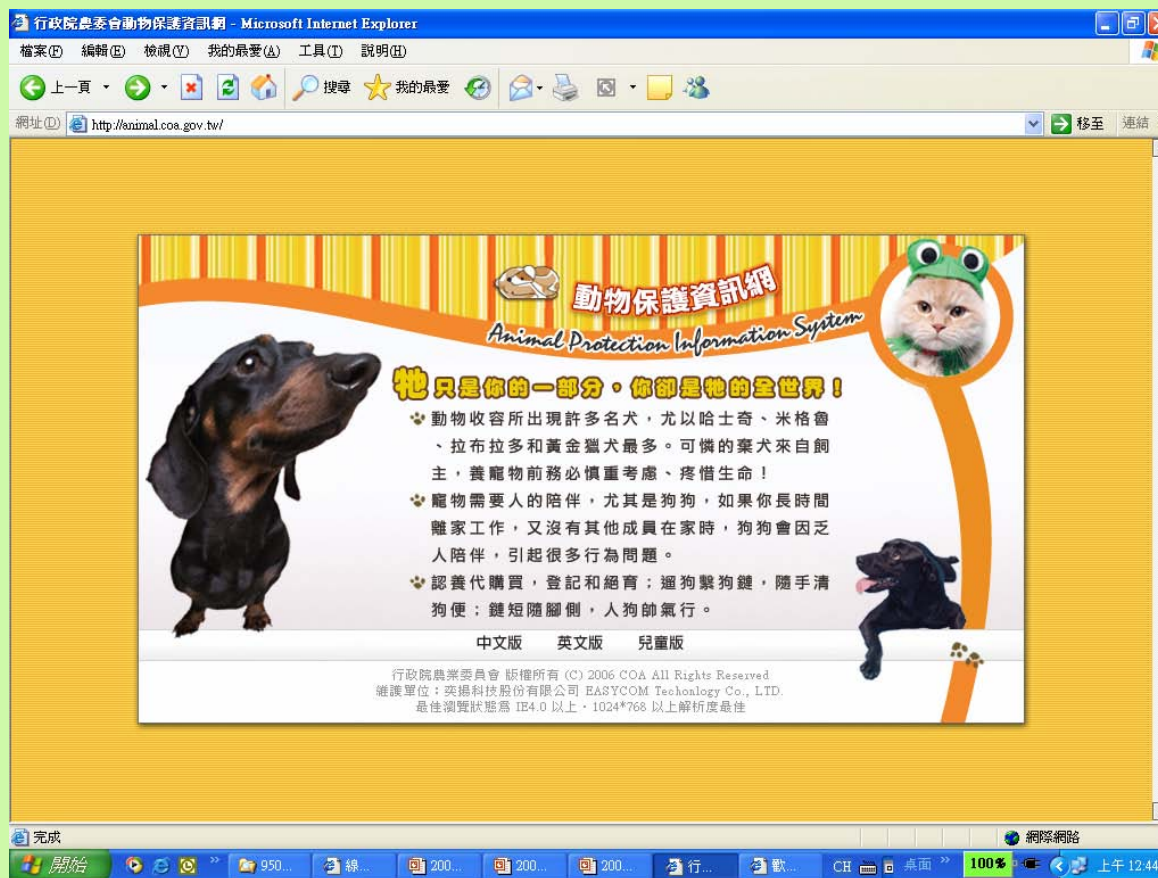 行政院農委會動物保護資訊網 - Microsoft Internet Explorer
檔案(F) 編輯(E) 檢視(V) 我的最愛(A) 工具(T) 說明(H)
上一頁 搜尋 我的最愛
網址(D) http://animal.coa.gov.tw/ 移至 連結
動物保護資訊網
Animal Protection Information System
牠只是你的一部分，你卻是牠的全世界！
動物收容所出現許多名犬，尤以哈士奇、米格魯
、拉布拉多和黃金獵犬最多。可憐的棄犬來自飼
主，養寵物前務必慎重考慮、疼惜生命！
寵物需要人的陪伴，尤其是狗狗，如果你長時間
離家工作，又沒有其他成員在家時，狗狗會因乏
人陪伴，引起很多行為問題。
認養代購買，登記和絕育；遛狗繫狗鏈，隨手清
狗便；鏈短隨腳側，人狗帥氣行。
中文版 英文版 兒童版
行政院農業委員會 版權所有 (C) 2006 COA All Rights Reserved
維護單位：奕揚科技股份有限公司 EASYCOM Techonlogy Co., LTD.
最佳瀏覽狀態為 IE4.0 以上・1024*768 以上解析度最佳
完成 網際網路
開始 950... 線... 200... 200... 200... 行... 歡... CH 桌面 100% 上午 12:44